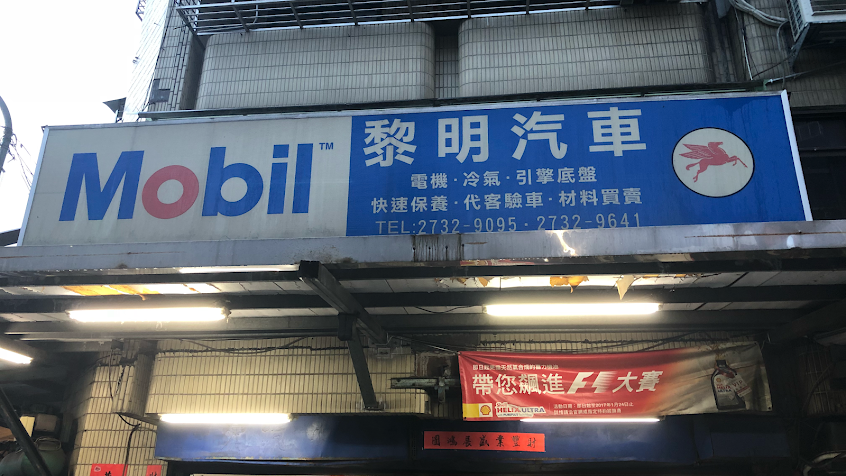 Mobil™
黎明汽車
電機·冷氣·引擎底盤
快速保養·代客驗車·材料買賣
TEL:2732-9095·2732-9641
帶您飆進F1大賽
Shell
HELIX ULTRA